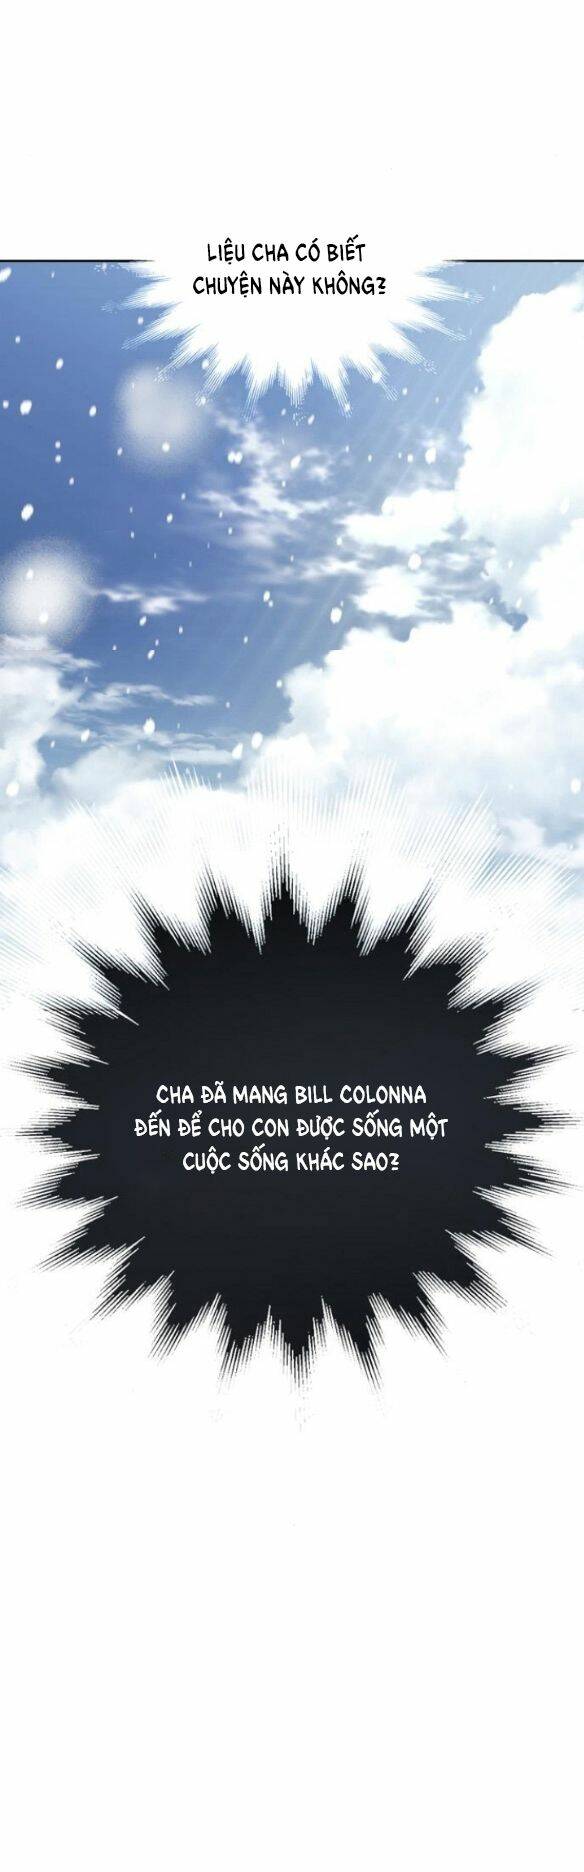 LIỆU CHA CÓ BIẾT
CHUYỆN NÀY KHÔNG?
CHA ĐÃ MANG BILL COLONNA
ĐẾN ĐỂ CHO CON ĐƯỢC SỐNG MỘT
CUỘC SỐNG KHÁC SAO?